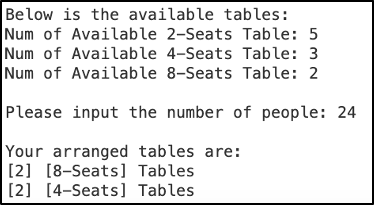 Below is the available tables:
Num of Available 2-Seats Table: 5
Num of Available 4-Seats Table: 3
Num of Available 8-Seats Table: 2
Please input the number of people: 24
Your arranged tables are:
[2] [8-Seats] Tables
[2] [4-Seats] Tables